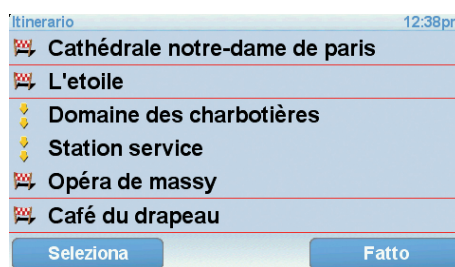 Itinerario 12:38pm
Cathédrale notre-dame de paris
L'etoile
Domaine des charbotières
Station service
Opéra de massy
Café du drapeau
Seleziona Fatto